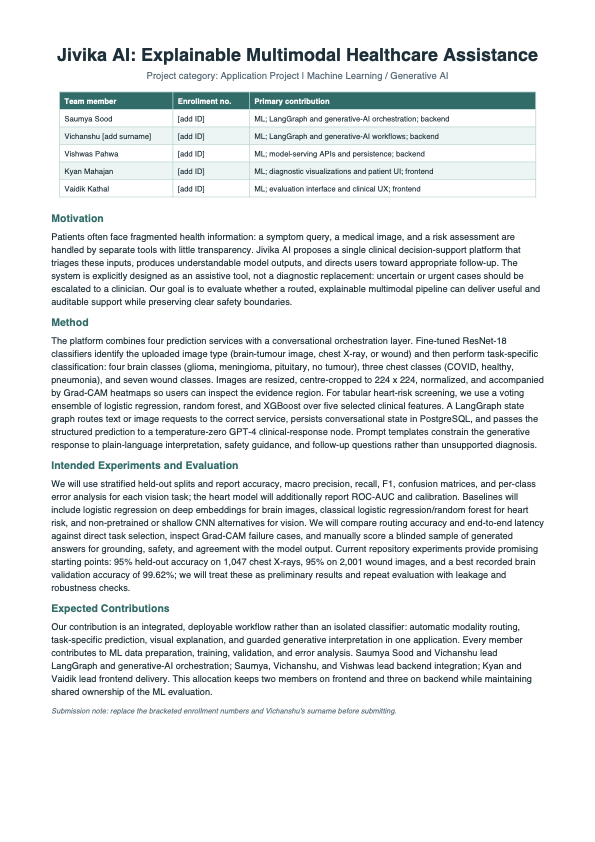 Jivika AI: Explainable Multimodal Healthcare Assistance
Project category: Application Project | Machine Learning / Generative AI
Team member Enrollment no. Primary contribution
Saumya Sood [add ID] ML; LangGraph and generative-AI orchestration; backend
Vichanshu [add surname] [add ID] ML; LangGraph and generative-AI workflows; backend
Vishwas Pahwa [add ID] ML; model-serving APIs and persistence; backend
Kyan Mahajan [add ID] ML; diagnostic visualizations and patient UI; frontend
Vaidik Kathal [add ID] ML; evaluation interface and clinical UX; frontend
Motivation
Patients often face fragmented health information: a symptom query, a medical image, and a risk assessment are
handled by separate tools with little transparency. Jivika AI proposes a single clinical decision-support platform that
triages these inputs, produces understandable model outputs, and directs users toward appropriate follow-up. The
system is explicitly designed as an assistive tool, not a diagnostic replacement: uncertain or urgent cases should be
escalated to a clinician. Our goal is to evaluate whether a routed, explainable multimodal pipeline can deliver useful and
auditable support while preserving clear safety boundaries.
Method
The platform combines four prediction services with a conversational orchestration layer. Fine-tuned ResNet-18
classifiers identify the uploaded image type (brain-tumour image, chest X-ray, or wound) and then perform task-specific
classification: four brain classes (glioma, meningioma, pituitary, no tumour), three chest classes (COVID, healthy,
pneumonia), and seven wound classes. Images are resized, centre-cropped to 224 x 224, normalized, and accompanied
by Grad-CAM heatmaps so users can inspect the evidence region. For tabular heart-risk screening, we use a voting
ensemble of logistic regression, random forest, and XGBoost over five selected clinical features. A LangGraph state
graph routes text or image requests to the correct service, persists conversational state in PostgreSQL, and passes the
structured prediction to a temperature-zero GPT-4 clinical-response node. Prompt templates constrain the generative
response to plain-language interpretation, safety guidance, and follow-up questions rather than unsupported diagnosis.
Intended Experiments and Evaluation
We will use stratified held-out splits and report accuracy, macro precision, recall, F1, confusion matrices, and per-class
error analysis for each vision task; the heart model will additionally report ROC-AUC and calibration. Baselines will
include logistic regression on deep embeddings for brain images, classical logistic regression/random forest for heart
risk, and non-pretrained or shallow CNN alternatives for vision. We will compare routing accuracy and end-to-end latency
against direct task selection, inspect Grad-CAM failure cases, and manually score a blinded sample of generated
answers for grounding, safety, and agreement with the model output. Current repository experiments provide promising
starting points: 95% held-out accuracy on 1,047 chest X-rays, 95% on 2,001 wound images, and a best recorded brain
validation accuracy of 99.62%; we will treat these as preliminary results and repeat evaluation with leakage and
robustness checks.
Expected Contributions
Our contribution is an integrated, deployable workflow rather than an isolated classifier: automatic modality routing,
task-specific prediction, visual explanation, and guarded generative interpretation in one application. Every member
contributes to ML data preparation, training, validation, and error analysis. Saumya Sood and Vichanshu lead
LangGraph and generative-AI orchestration; Saumya, Vichanshu, and Vishwas lead backend integration; Kyan and
Vaidik lead frontend delivery. This allocation keeps two members on frontend and three on backend while maintaining
shared ownership of the ML evaluation.
Submission note: replace the bracketed enrollment numbers and Vichanshu's surname before submitting.